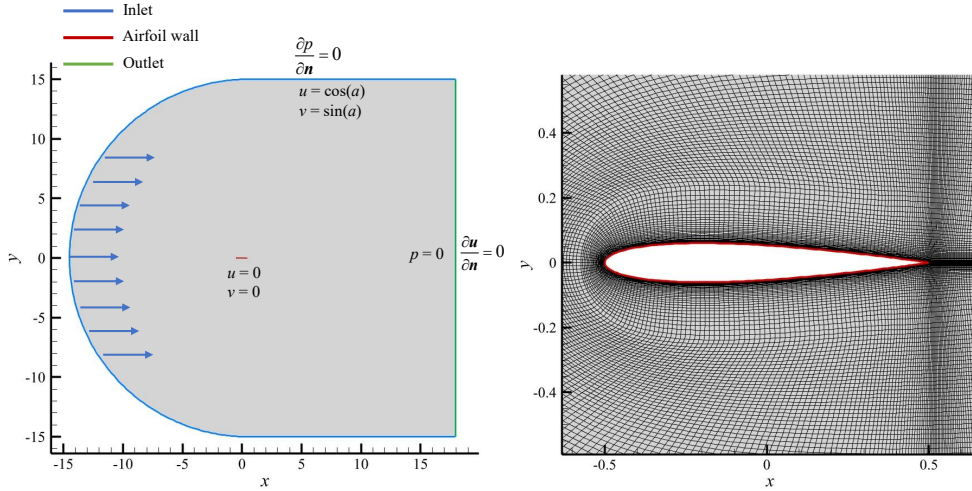 Inlet
Airfoil wall
Outlet
∂p/∂n = 0
u = cos(a)
v = sin(a)
15
10
5
0
-5
-10
-15
y
u = 0
v = 0
p = 0
∂u/∂n = 0
-15
-10
-5
0
5
10
15
x
0.4
0.2
0
-0.2
-0.4
y
-0.5
0
0.5
x